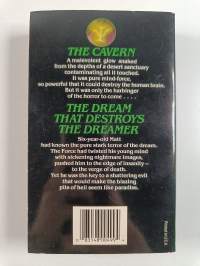 THE CAVERN
A malevolent glow soaked
from the depths of a desert sanctuary
contaminating all it touched.
It was pure mind-force,
so powerful that it could destroy the human brain.
But it was only the harbinger
of the horror to come . . . .
THE DREAM
THAT DESTROYS
THE DREAMER
Six-year-old Matt
had known the pure stark terror of the dream.
The Force had twisted his young mind
with sickening nightmare images,
pushed him to the edge of insanity –
to the verge of death.
Yet he was the key to a shattering evil
that would make the blazing
pits of hell seem like paradise.